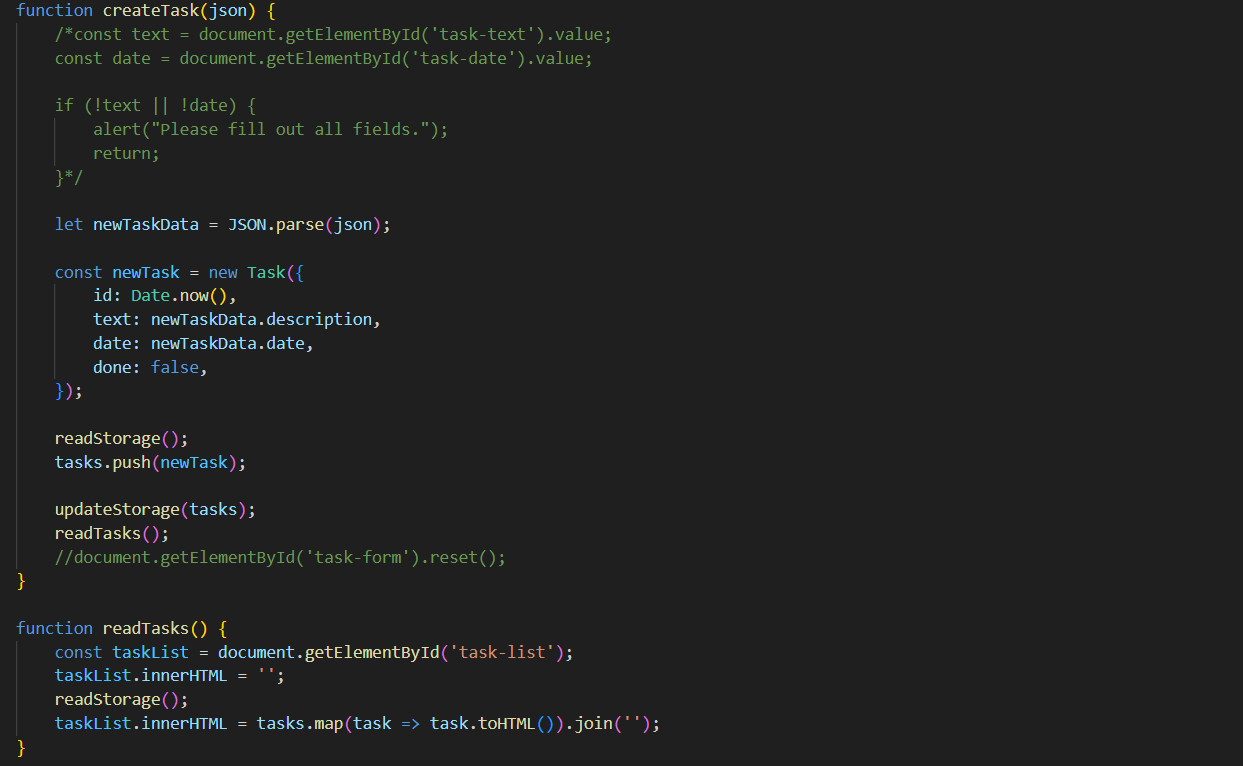 function createTask(json) {
    /*const text = document.getElementById('task-text').value;
    const date = document.getElementById('task-date').value;

    if (!text || !date) {
        alert("Please fill out all fields.");
        return;
    }*/

    let newTaskData = JSON.parse(json);

    const newTask = new Task({
        id: Date.now(),
        text: newTaskData.description,
        date: newTaskData.date,
        done: false,
    });

    readStorage();
    tasks.push(newTask);

    updateStorage(tasks);
    readTasks();
    //document.getElementById('task-form').reset();
}

function readTasks() {
    const taskList = document.getElementById('task-list');
    taskList.innerHTML = '';
    readStorage();
    taskList.innerHTML = tasks.map(task => task.toHTML()).join('');
}